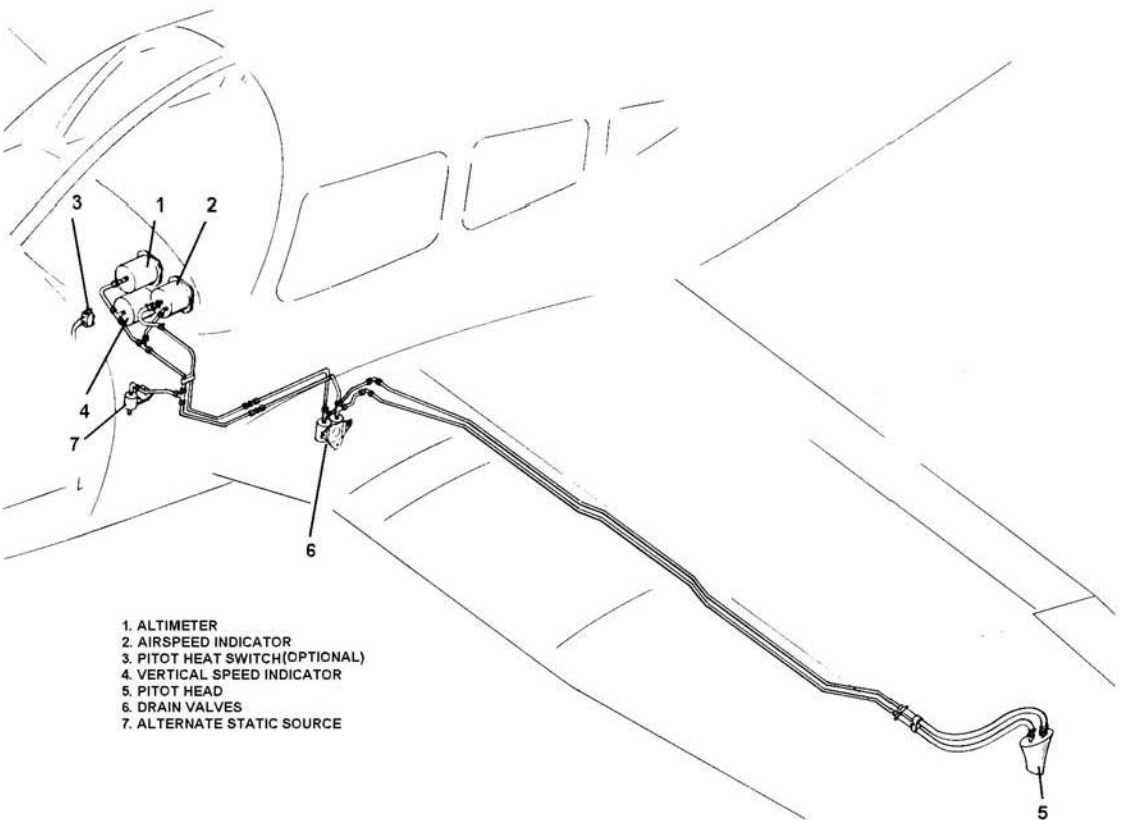 3
1
2
4
7
6
1. ALTIMETER
2. AIRSPEED INDICATOR
3. PITOT HEAT SWITCH(OPTIONAL)
4. VERTICAL SPEED INDICATOR
5. PITOT HEAD
6. DRAIN VALVES
7. ALTERNATE STATIC SOURCE
5